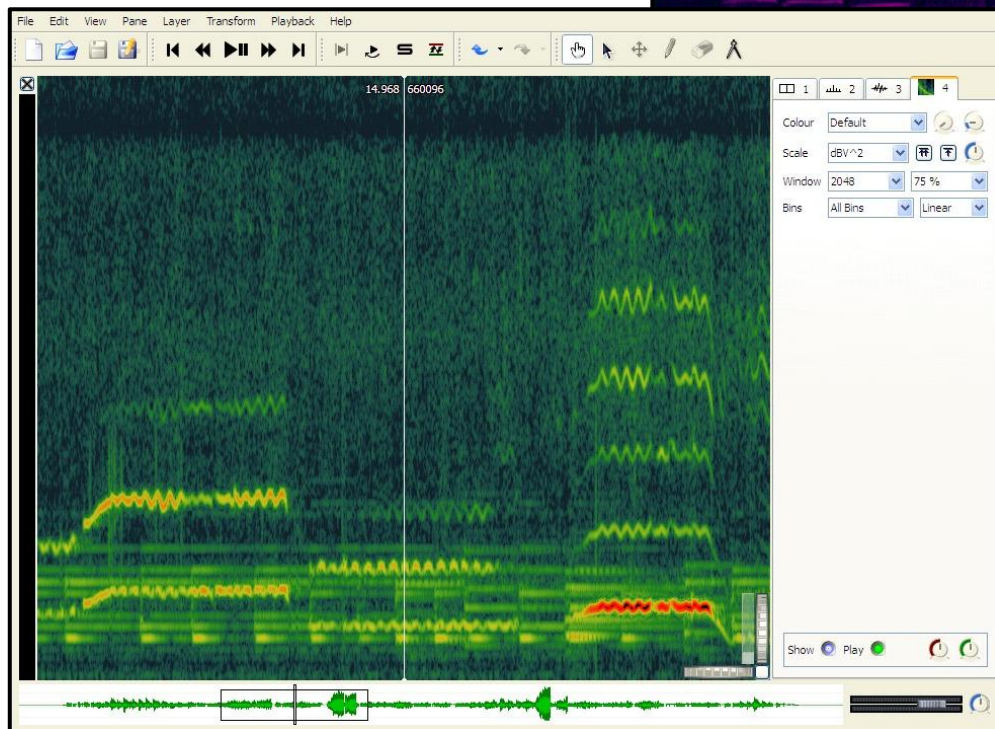 File Edit View Pane Layer Transform Playback Help
14.968 660096
1 2 3 4
Colour Default
Scale dBV^2
Window 2048 75 %
Bins All Bins Linear
Show Play